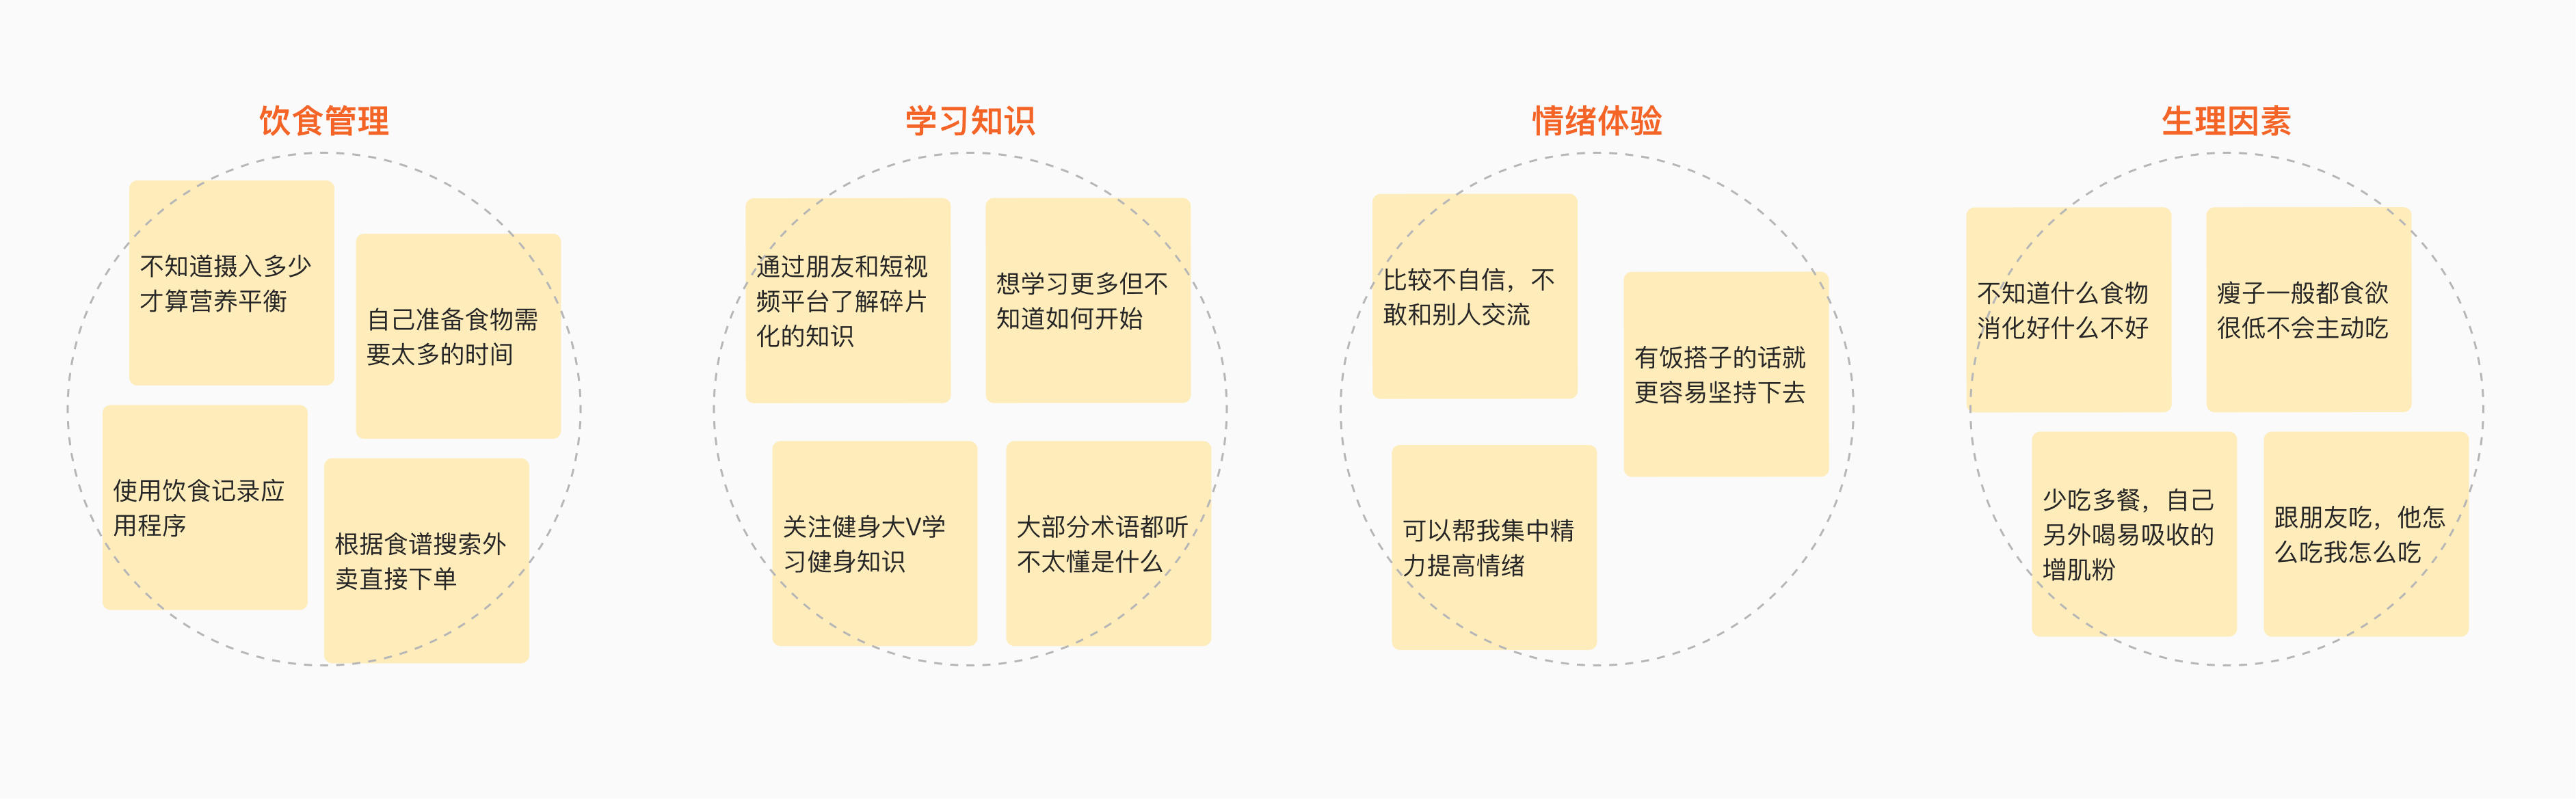 饮食管理
不知道摄入多少
才算营养平衡
自己准备食物需
要太多的时间
使用饮食记录应
用程序
根据食谱搜索外
卖直接下单
学习知识
通过朋友和短视
频平台了解碎片
化的知识
想学习更多但不
知道如何开始
关注健身大V学
习健身知识
大部分术语都听
不太懂是什么
情绪体验
比较不自信，不
敢和别人交流
有饭搭子的话就
更容易坚持下去
可以帮我集中精
力提高情绪
生理因素
不知道什么食物
消化好什么不好
瘦子一般都食欲
很低不会主动吃
少吃多餐，自己
另外喝易吸收的
增肌粉
跟朋友吃，他怎
么吃我怎么吃